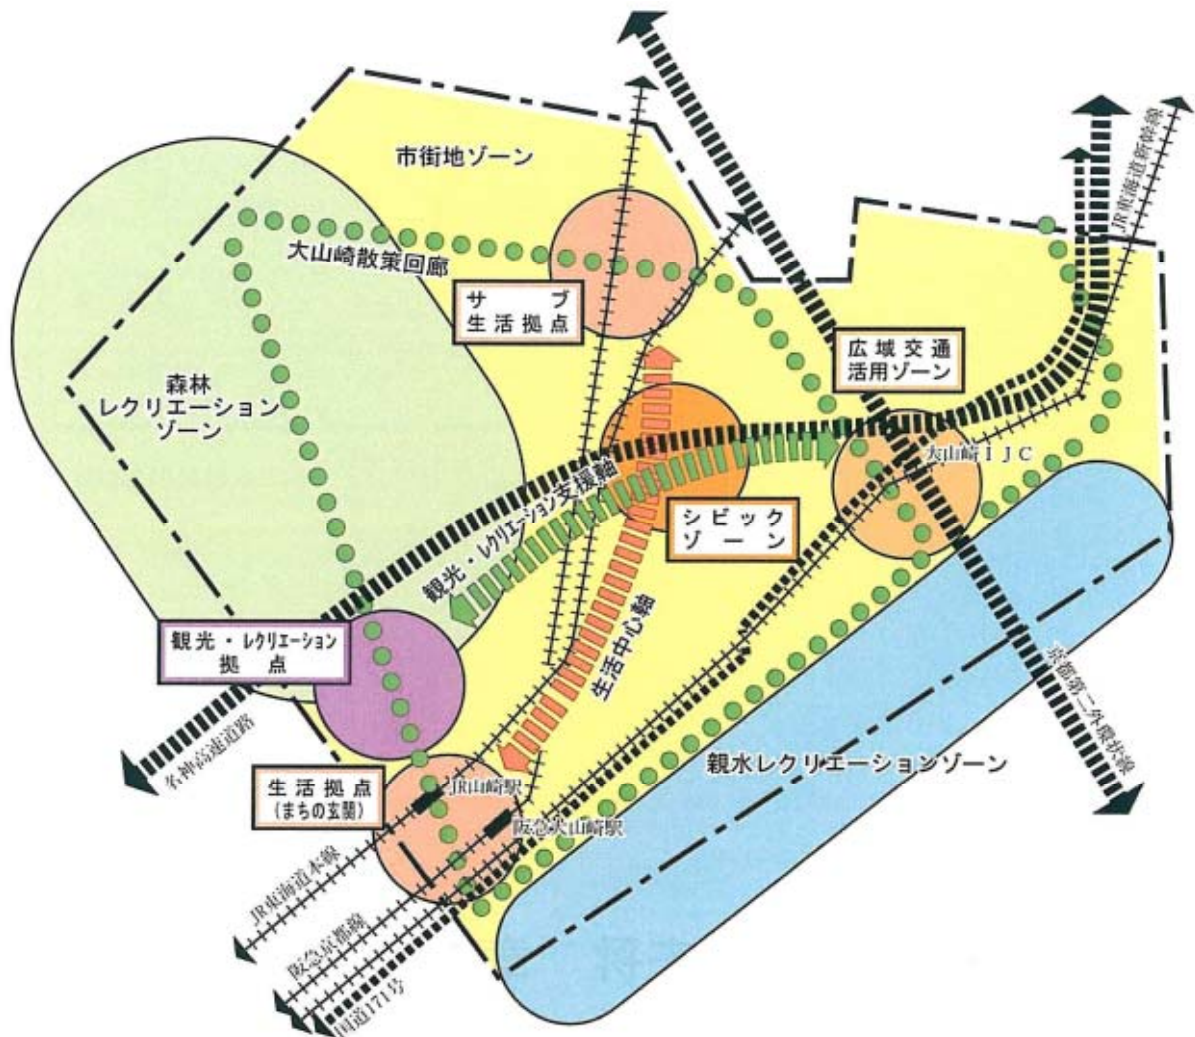 市街地ゾーン
JR東海道新幹線
大山崎散策回廊
サブ
生活拠点
広域交通
活用ゾーン
森林
レクリエーション
ゾーン
大山崎IJC
観光・レクリエーション支援軸
シビック
ゾーン
観光・レクリエーション
拠点
生活中心軸
名神高速道路
京都第二外環状線
親水レクリエーションゾーン
生活拠点
(まちの玄関)
JR山崎駅
阪急大山崎駅
JR東海道本線
阪急京都線
国道171号